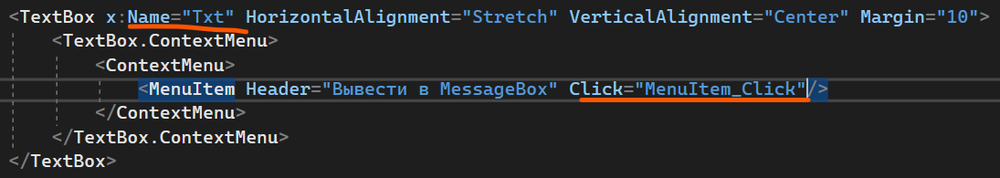 <TextBox x:Name="Txt" HorizontalAlignment="Stretch" VerticalAlignment="Center" Margin="10">
<TextBox.ContextMenu>
<ContextMenu>
<MenuItem Header="Вывести в MessageBox" Click="MenuItem_Click"/>
</ContextMenu>
</TextBox.ContextMenu>
</TextBox>